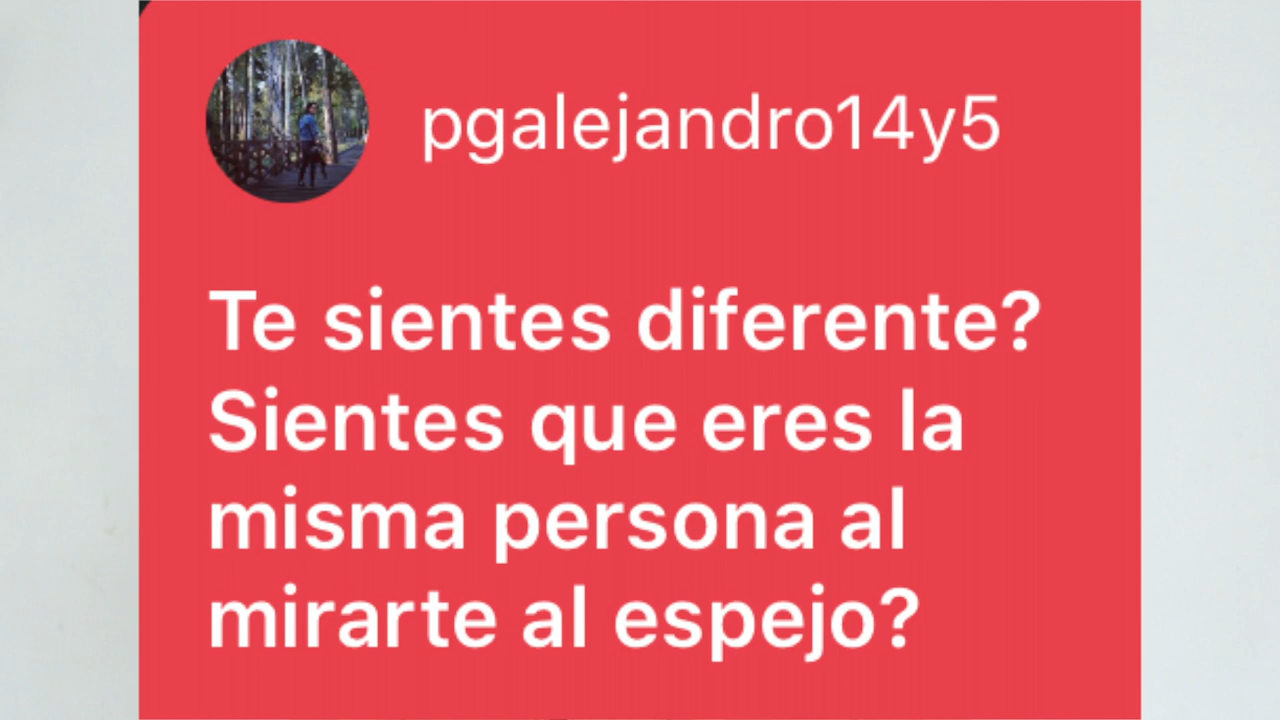 pgalejandro14y5
Te sientes diferente?
Sientes que eres la
misma persona al
mirarte al espejo?